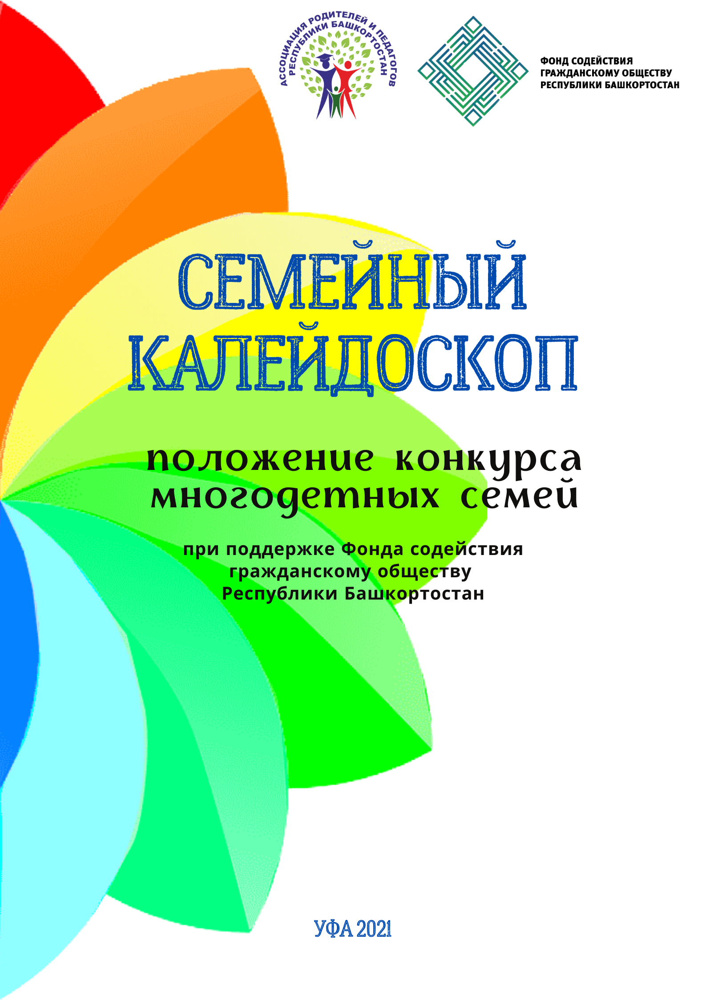 АССОЦИАЦИЯ РОДИТЕЛЕЙ И ПЕДАГОГОВ
РЕСПУБЛИКИ БАШКОРТОСТАН
ФОНД СОДЕЙСТВИЯ
ГРАЖДАНСКОМУ ОБЩЕСТВУ
РЕСПУБЛИКИ БАШКОРТОСТАН
СЕМЕЙНЫЙ
КАЛЕЙДОСКОП
положение конкурса
многодетных семей
при поддержке Фонда содействия
гражданскому обществу
Республики Башкортостан
УФА 2021